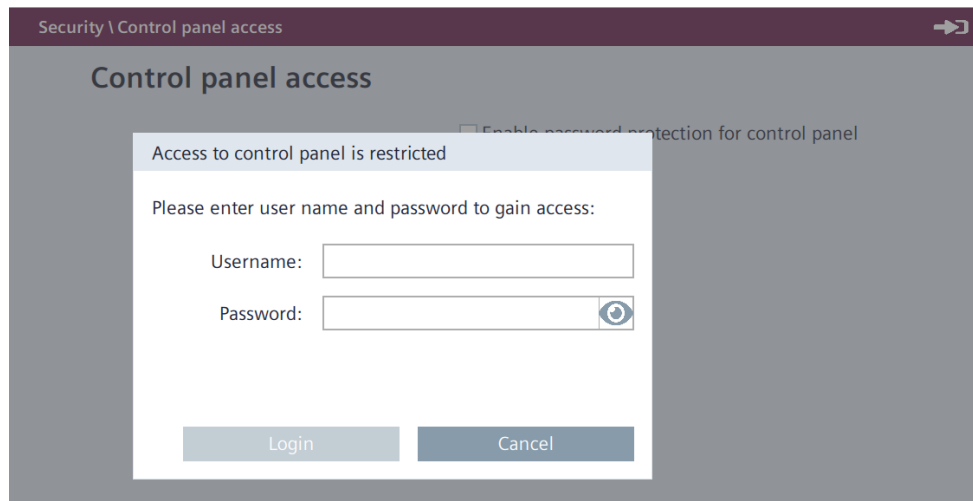 Security \ Control panel access
Control panel access
Enable password protection for control panel
Access to control panel is restricted
Please enter user name and password to gain access:
Username:
Password:
Login
Cancel